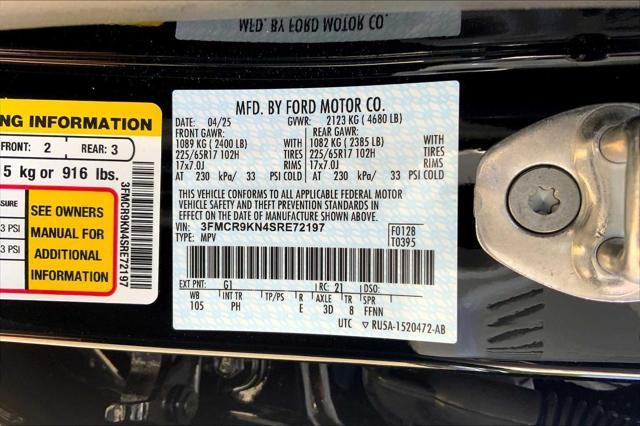 MFD. BY FORD MOTOR CO.
NG INFORMATION
FRONT: 2 REAR: 3
5 kg or 916 lbs.
SSURE
3 PSI
3 PSI
SEE OWNERS
MANUAL FOR
ADDITIONAL
INFORMATION
3FMCR9KN4SRE72197
MFD. BY FORD MOTOR CO.
DATE: 04/25 GVWR: 2123 KG (4680 LB)
FRONT GAWR: REAR GAWR:
1089 KG (2400 LB) WITH 1082 KG (2385 LB) WITH
225/65R17 102H TIRES 225/65R17 102H TIRES
17x7.0J RIMS 17x7.0J RIMS
AT 230 kPa/ 33 PSI COLD AT 230 kPa/ 33 PSI COLD
THIS VEHICLE CONFORMS TO ALL APPLICABLE FEDERAL MOTOR
VEHICLE SAFETY AND THEFT PREVENTION STANDARDS IN
EFFECT ON THE DATE OF MANUFACTURE SHOWN ABOVE.
VIN: 3FMCR9KN4SRE72197 F0128
TYPE: MPV T0395
EXT PNT: G1 RC: 21 DSO:
WB INT TR TP/PS R AXLE TR SPR
105 PH E 3D 8 FFNN
UTC RU5A-1520472-AB